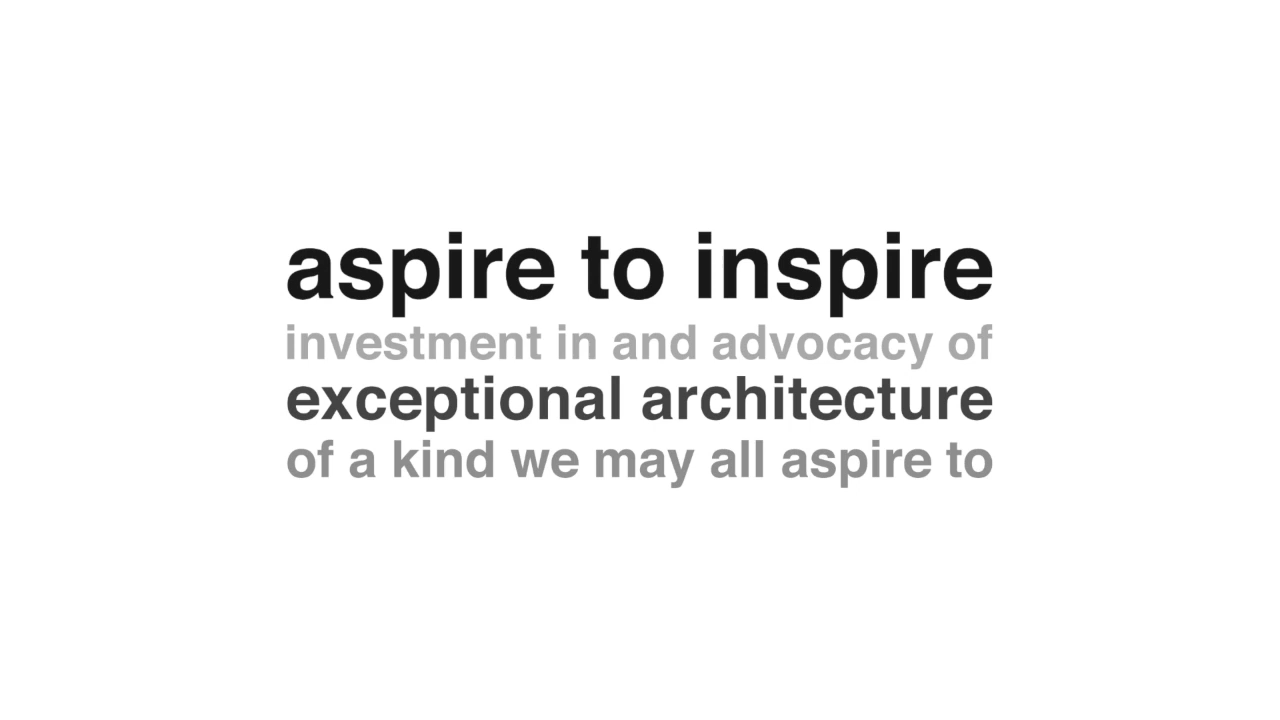 aspire to inspire
investment in and advocacy of
exceptional architecture
of a kind we may all aspire to